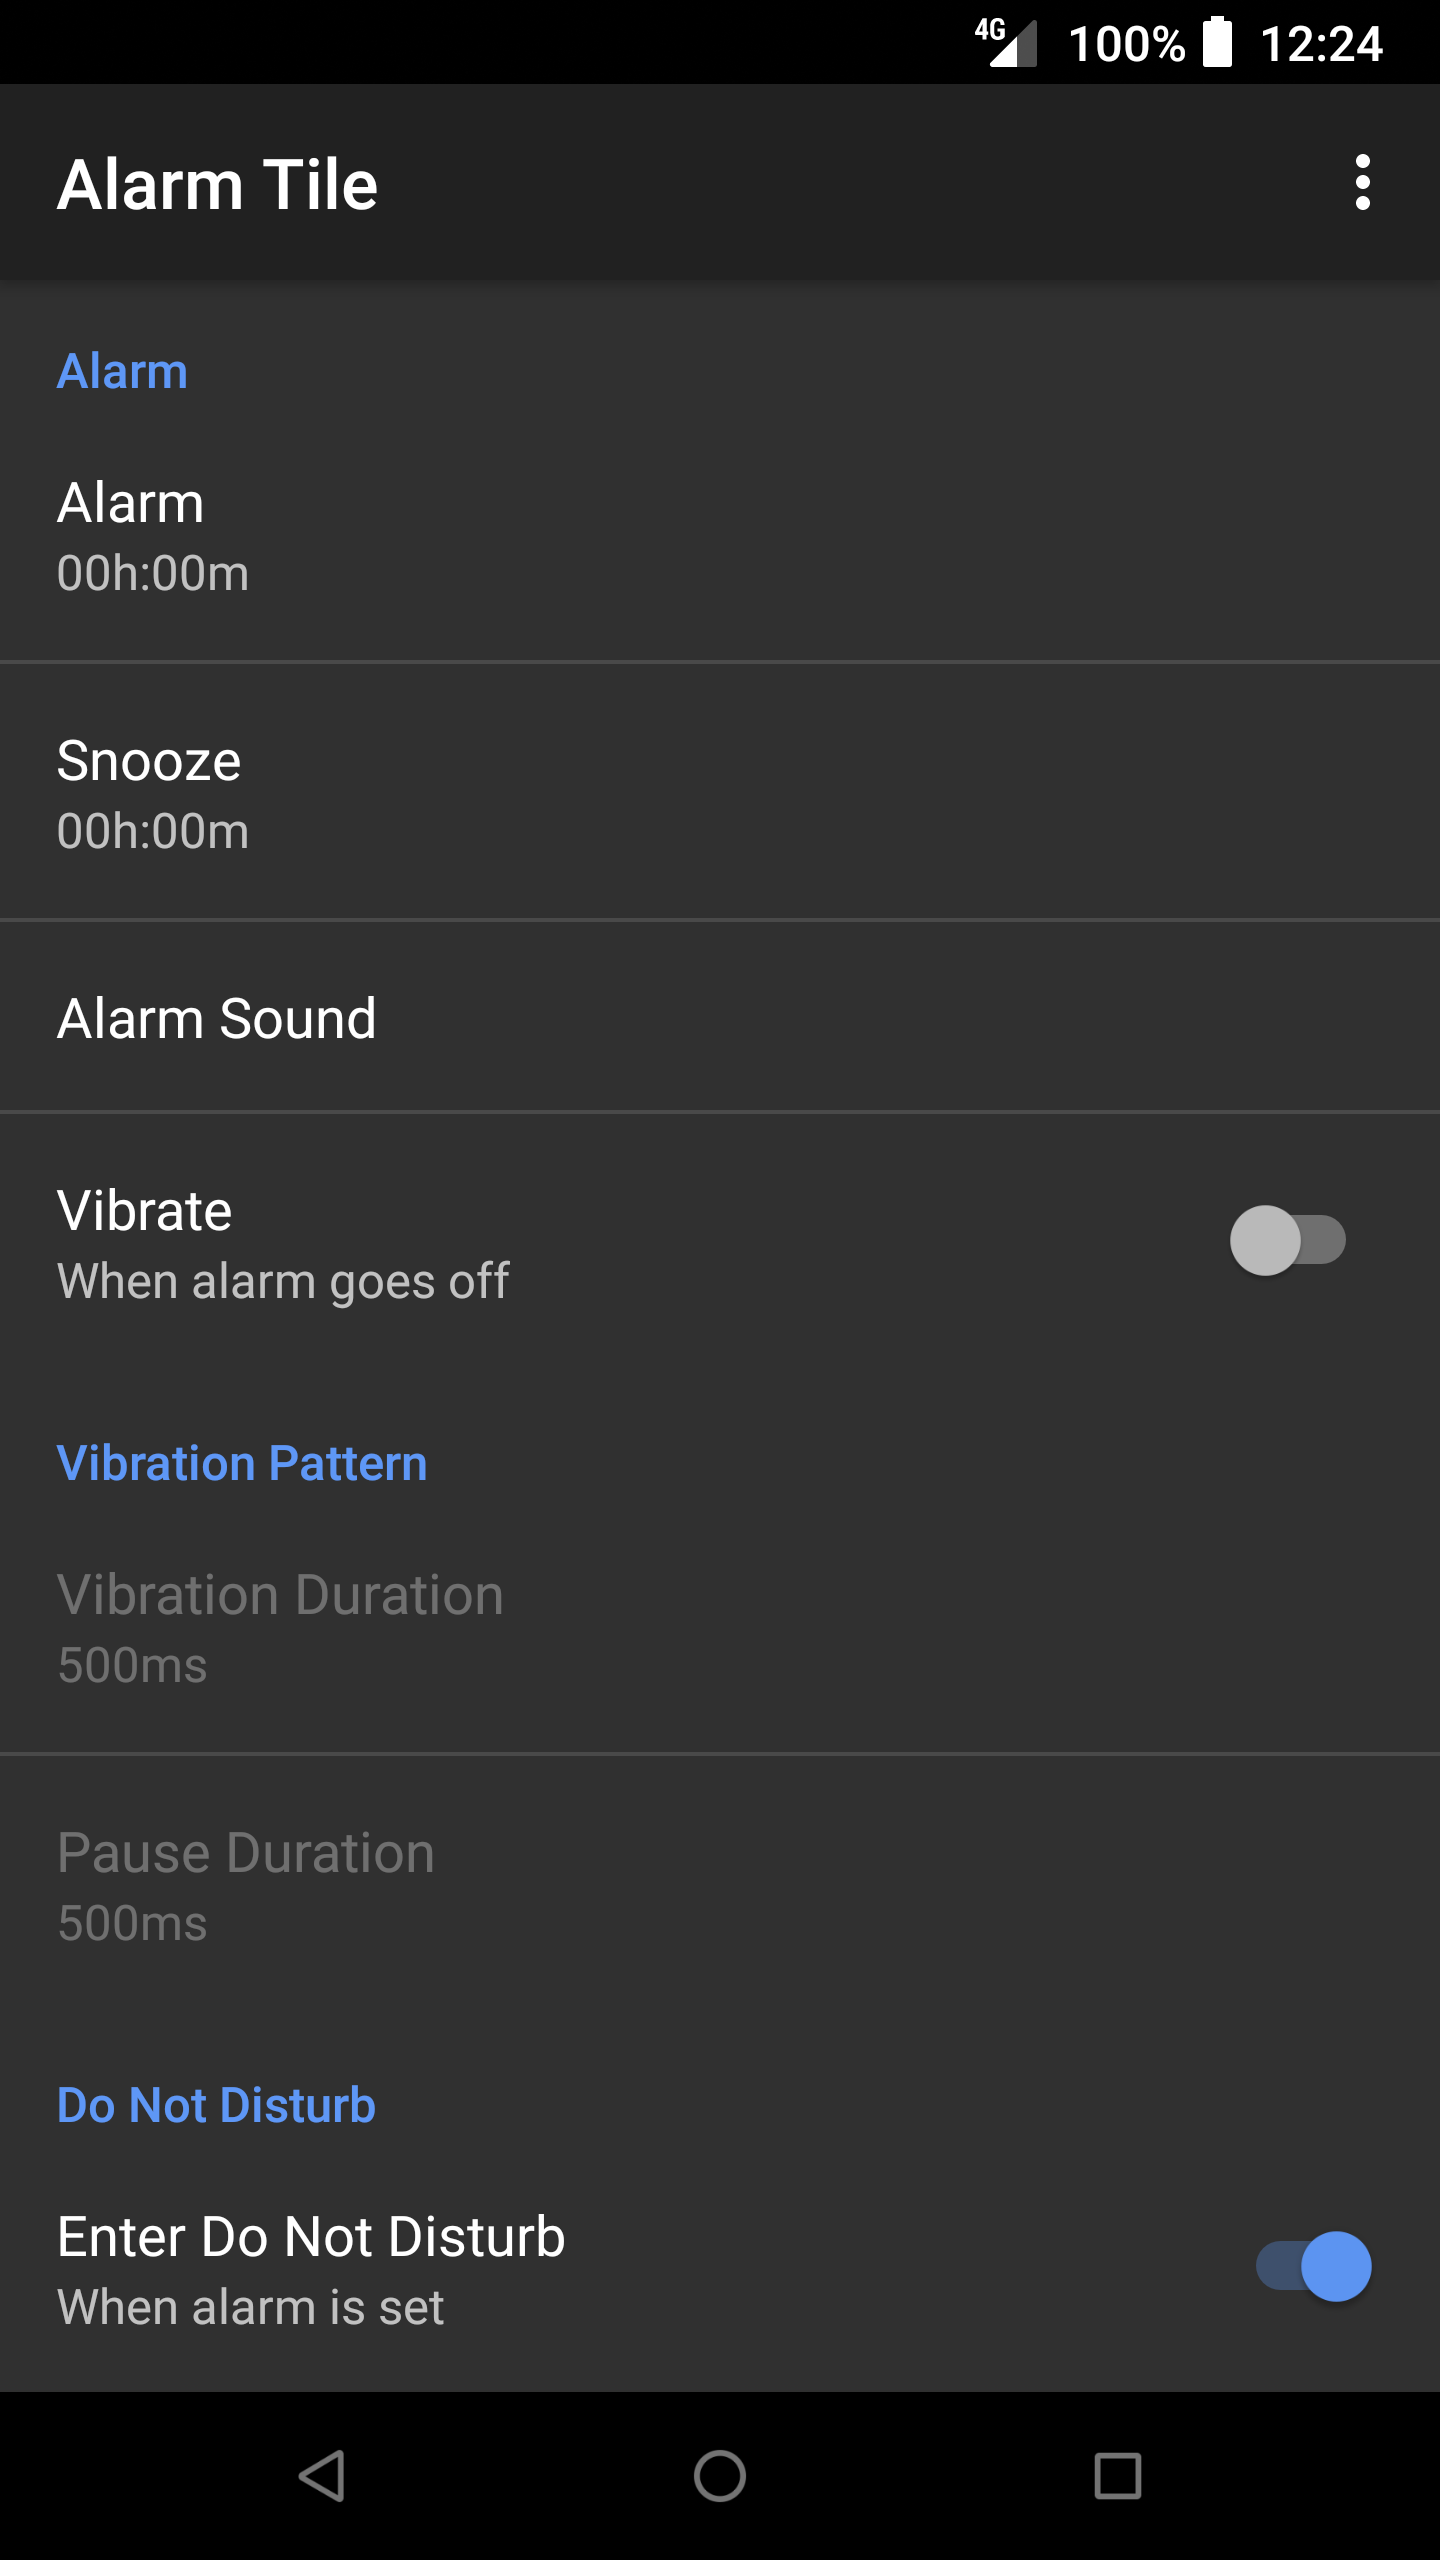 4G 100% 12:24
Alarm Tile
Alarm
Alarm
00h:00m
Snooze
00h:00m
Alarm Sound
Vibrate
When alarm goes off
Vibration Pattern
Vibration Duration
500ms
Pause Duration
500ms
Do Not Disturb
Enter Do Not Disturb
When alarm is set